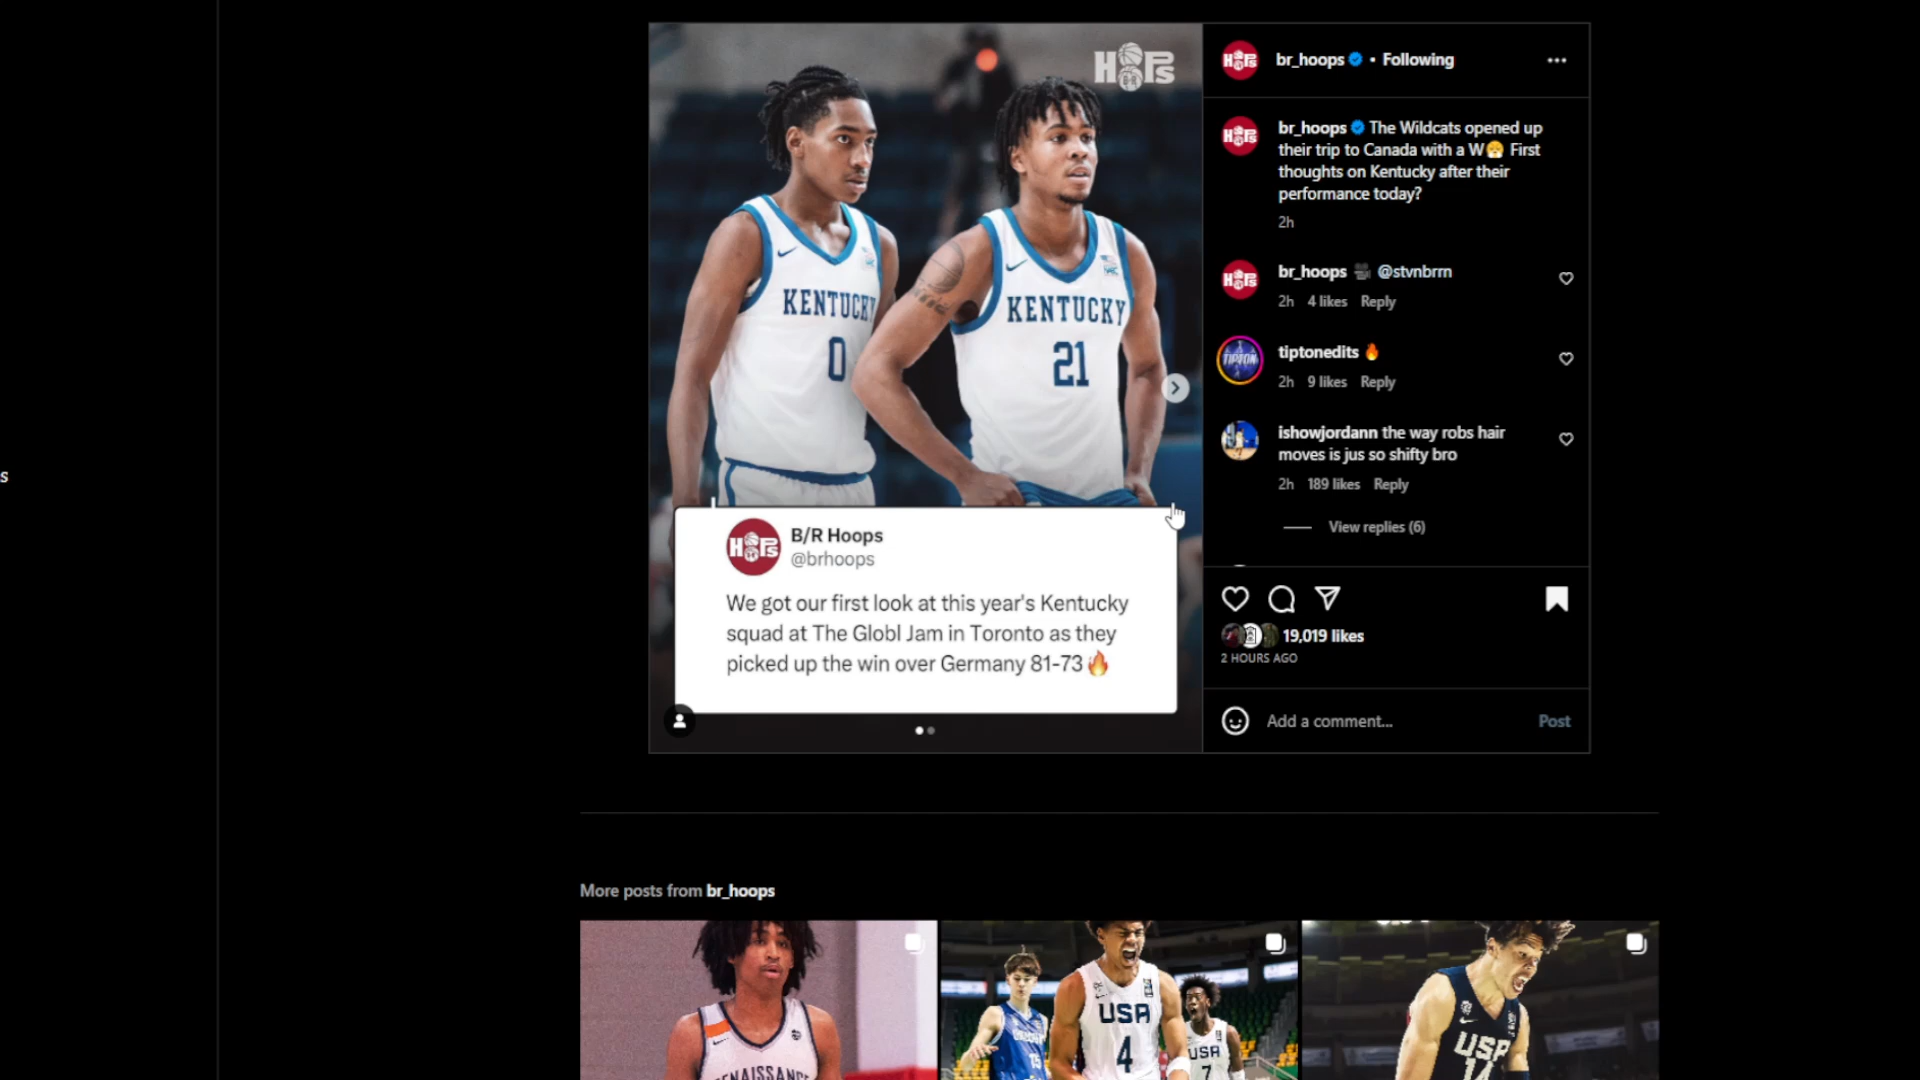 HOPS
B-R
KENTUCKY
0
KENTUCKY
21
B/R Hoops
@brhoops
We got our first look at this year's Kentucky
squad at The Globl Jam in Toronto as they
picked up the win over Germany 81-73🔥
s
br_hoops • Following
br_hoops The Wildcats opened up
their trip to Canada with a W😤 First
thoughts on Kentucky after their
performance today?
2h
br_hoops 🎥 @stvnbrrn
2h 4 likes Reply
TIPTON
tiptonedits 🔥
2h 9 likes Reply
ishowjordann the way robs hair
moves is jus so shifty bro
2h 189 likes Reply
View replies (6)
19,019 likes
2 HOURS AGO
Add a comment... Post
More posts from br_hoops
USA
4
15
USA
7
USA
14